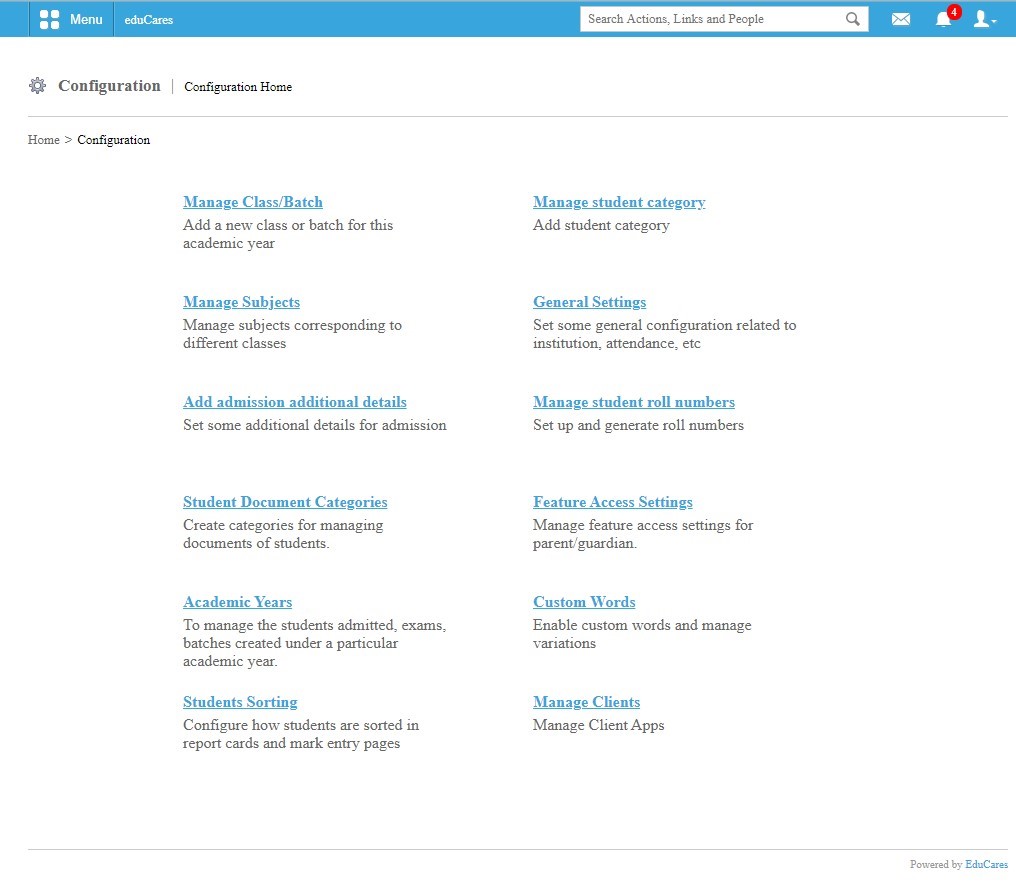 Menu
eduCares
Search Actions, Links and People
4
Configuration
Configuration Home
Home > Configuration
Manage Class/Batch
Add a new class or batch for this
academic year
Manage student category
Add student category
Manage Subjects
Manage subjects corresponding to
different classes
General Settings
Set some general configuration related to
institution, attendance, etc
Add admission additional details
Set some additional details for admission
Manage student roll numbers
Set up and generate roll numbers
Student Document Categories
Create categories for managing
documents of students.
Feature Access Settings
Manage feature access settings for
parent/guardian.
Academic Years
To manage the students admitted, exams,
batches created under a particular
academic year.
Custom Words
Enable custom words and manage
variations
Students Sorting
Configure how students are sorted in
report cards and mark entry pages
Manage Clients
Manage Client Apps
Powered by EduCares